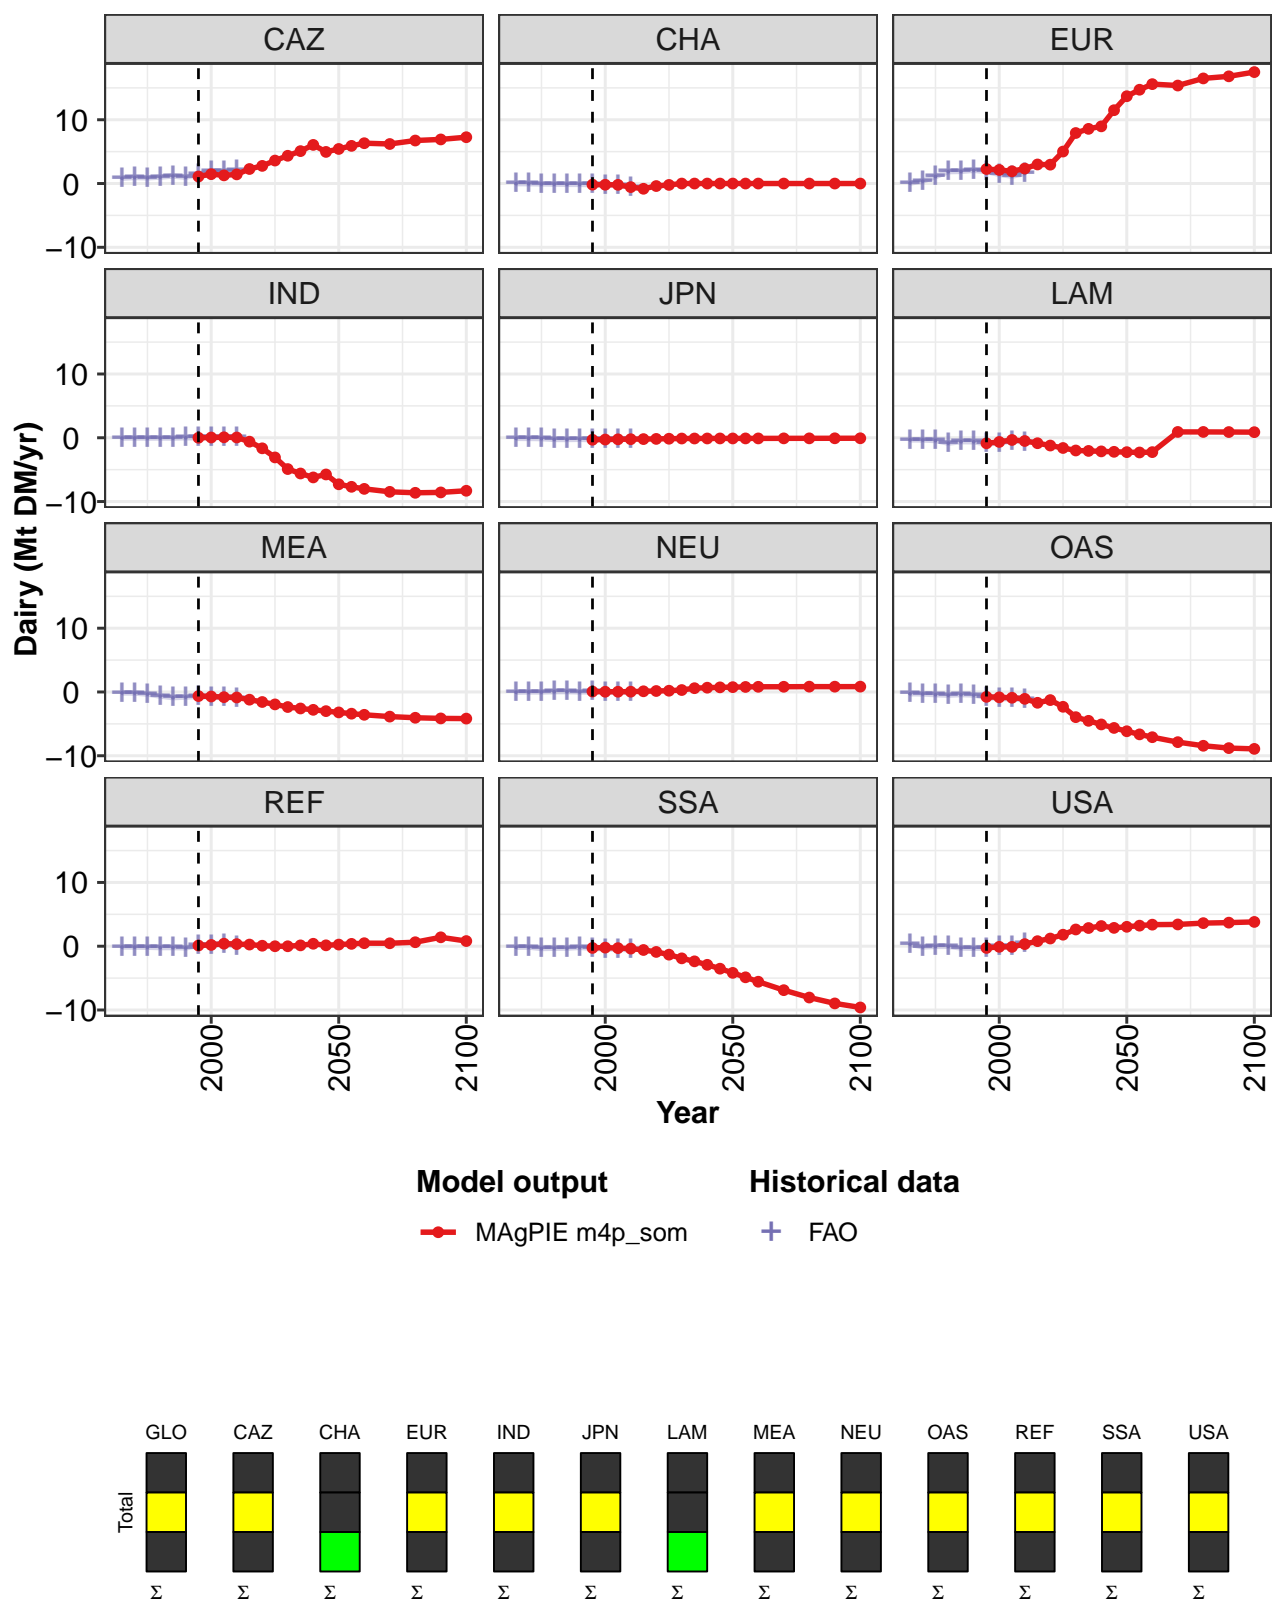 CAZ CHA EUR
10
0
−10
IND JPN LAM
10
0
−10
MEA NEU OAS
10
0
−10
REF SSA USA
10
0
−10
Dairy (Mt DM/yr)
2000 2050 2100 2000 2050 2100 2000 2050 2100
Year
Model output Historical data
MAgPIE m4p_som FAO
GLO CAZ CHA EUR IND JPN LAM MEA NEU OAS REF SSA USA
Total
Σ Σ Σ Σ Σ Σ Σ Σ Σ Σ Σ Σ Σ